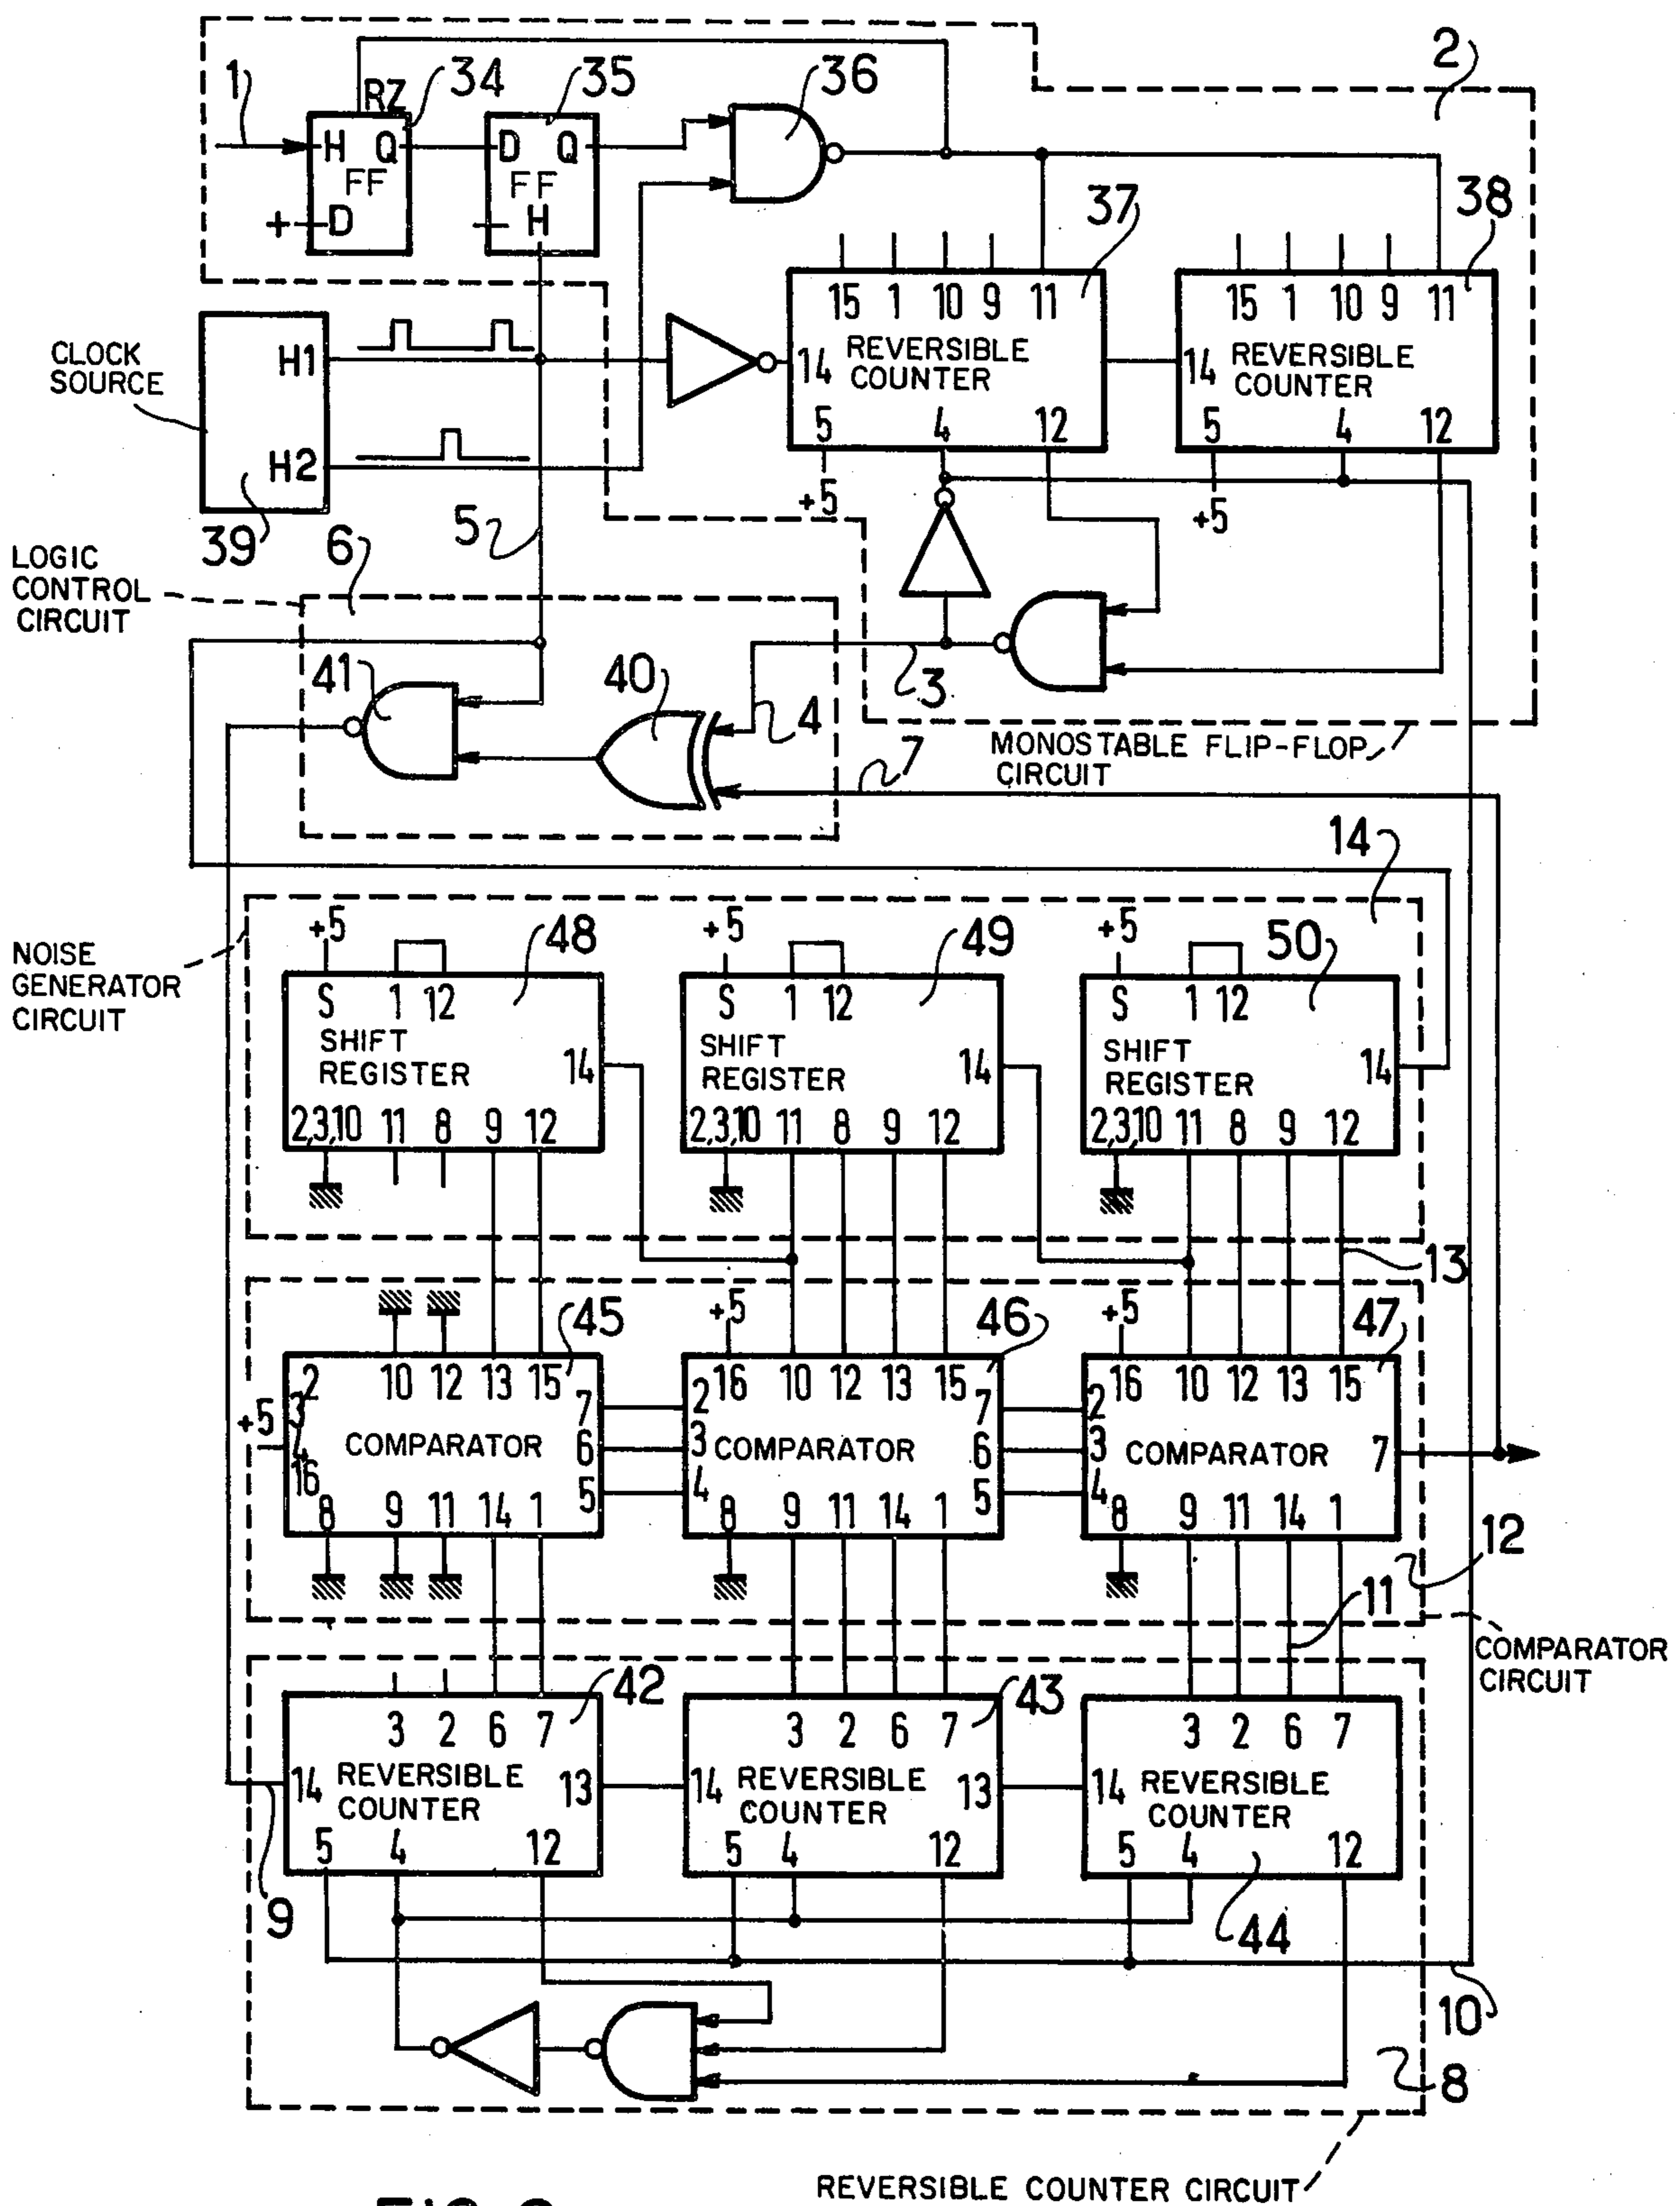 2
1
RZ
34
35
36
H Q
D Q
FF
FF
+ D
H
37
38
15 1 10 9 11
15 1 10 9 11
CLOCK
SOURCE
H1
14 REVERSIBLE
COUNTER
14 REVERSIBLE
COUNTER
5 4 12
5 4 12
H2
+5
+5
39
5
LOGIC
CONTROL
CIRCUIT
6
41
40
3
4
7
MONOSTABLE FLIP-FLOP
CIRCUIT
14
NOISE
GENERATOR
CIRCUIT
+5
48
+5
49
+5
50
S 1 12
S 1 12
S 1 12
SHIFT
REGISTER
14
SHIFT
REGISTER
14
SHIFT
REGISTER
14
2,3,10 11 8 9 12
2,3,10 11 8 9 12
2,3,10 11 8 9 12
13
45
+5
46
+5
47
2 10 12 13 15
16 10 12 13 15
16 10 12 13 15
+5
3
4
16
COMPARATOR
7
6
5
2
3
4
COMPARATOR
7
6
5
2
3
4
COMPARATOR
7
8 9 11 14 1
8 9 11 14 1
8 9 11 14 1
12
11
COMPARATOR
CIRCUIT
42
43
3 2 6 7
3 2 6 7
3 2 6 7
14 REVERSIBLE
COUNTER 13
14 REVERSIBLE
COUNTER 13
14 REVERSIBLE
COUNTER
5 4 12
5 4 12
5 4 12
9
44
10
8
REVERSIBLE COUNTER CIRCUIT